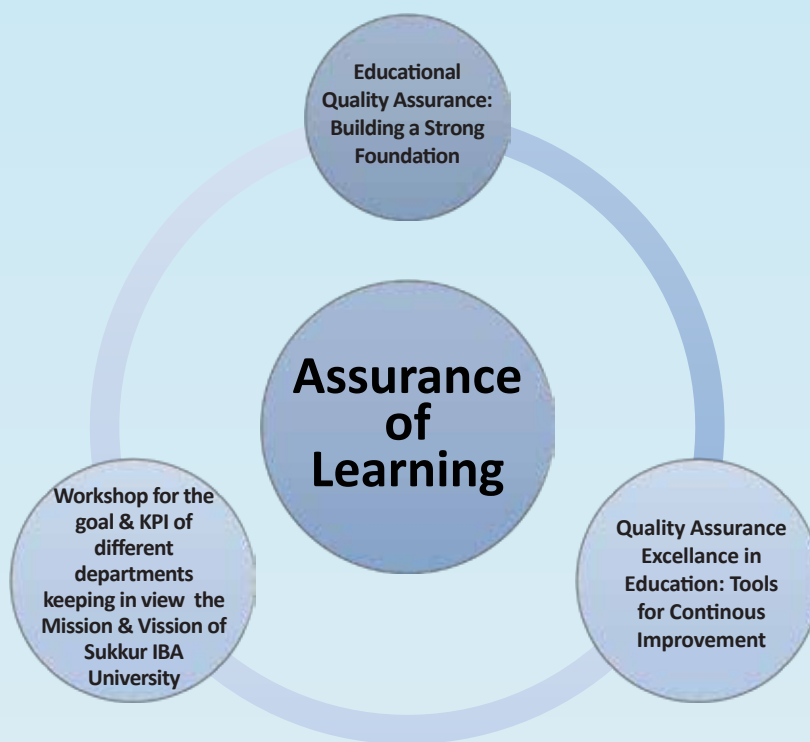 Educational
Quality Assurance:
Building a Strong
Foundation
Assurance
of
Learning
Workshop for the
goal & KPI of
different
departments
keeping in view the
Mission & Vission of
Sukkur IBA
University
Quality Assurance
Excellance in
Education: Tools
for Continous
Improvement